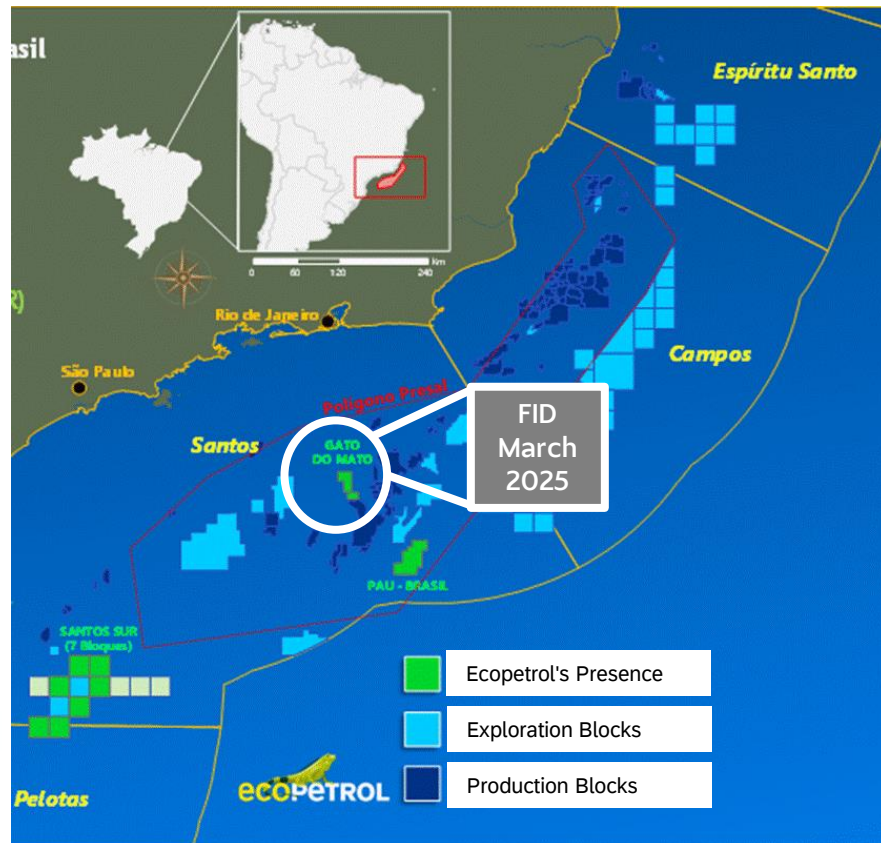 asil
Espíritu Santo
km
0 60 120 240
R)
Rio de Janeiro
São Paulo
Campos
Polígono Presal
FID
March
2025
Santos
GATO
DO MATO
PAU - BRASIL
SANTOS SUR
(7 Bloques)
Ecopetrol's Presence
Exploration Blocks
Production Blocks
Pelotas
ecopetrol